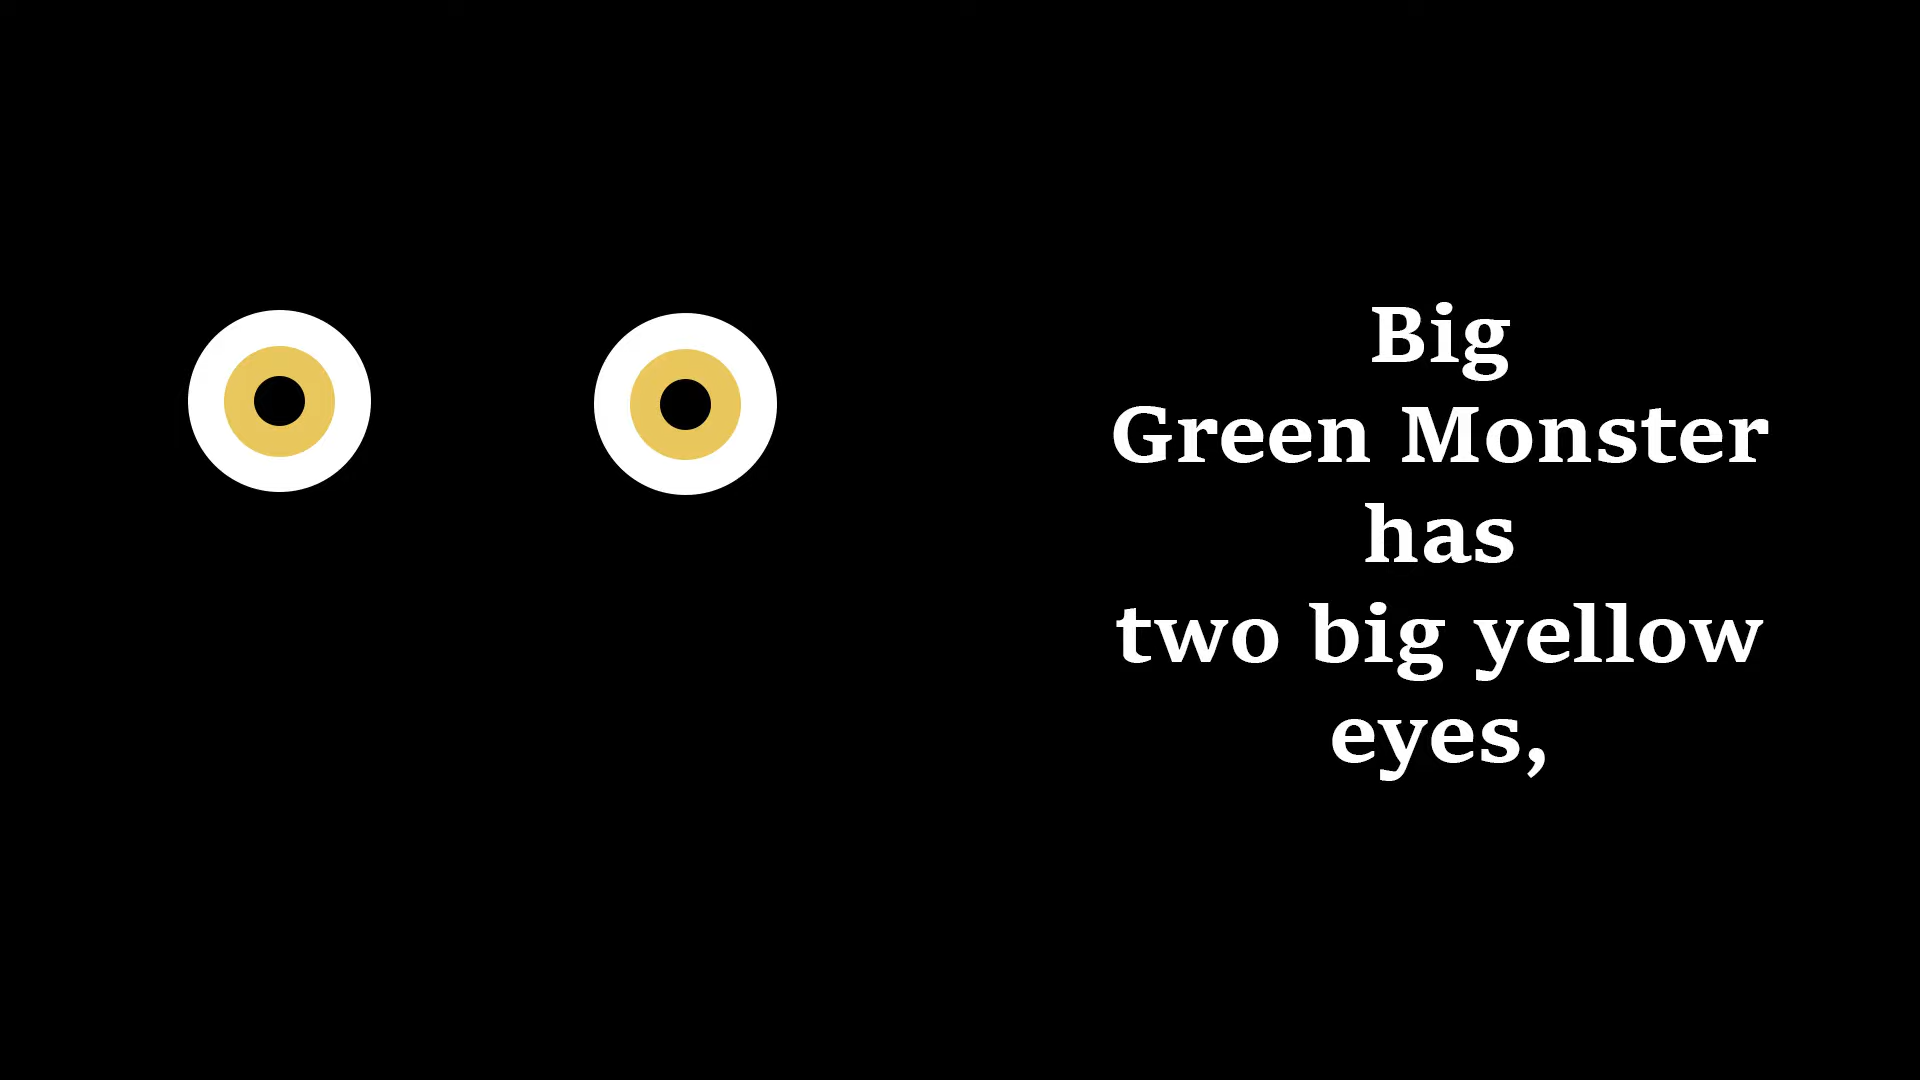 Big
Green Monster
has
two big yellow
eyes,